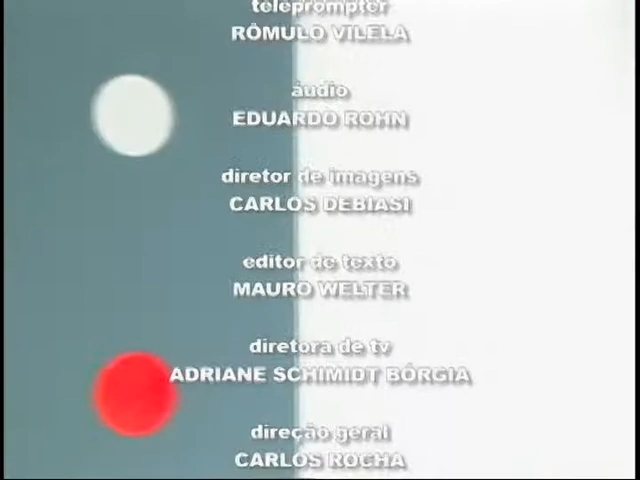 teleprompter
RÔMULO VILELA
áudio
EDUARDO ROHN
diretor de imagens
CARLOS DEBIASI
editor de texto
MAURO WELTER
diretora de tv
ADRIANE SCHIMIDT BÓRGIA
direção geral
CARLOS ROCHA